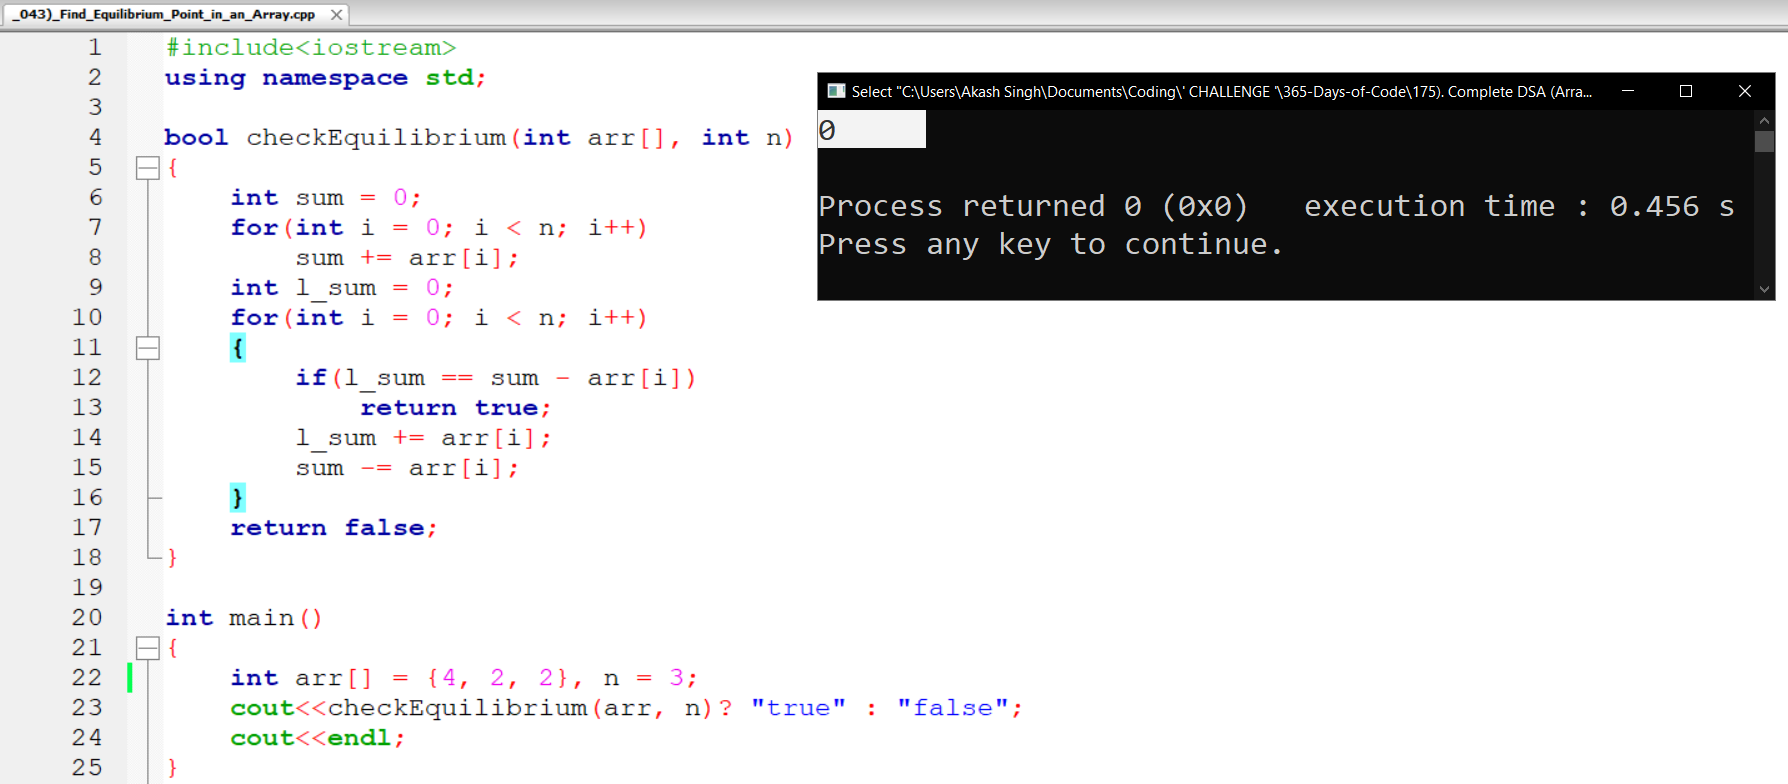 _043)_Find_Equilibrium_Point_in_an_Array.cpp
1 #include<iostream>
2 using namespace std;
3
4 bool checkEquilibrium(int arr[], int n)
5 {
6 int sum = 0;
7 for(int i = 0; i < n; i++)
8 sum += arr[i];
9 int l_sum = 0;
10 for(int i = 0; i < n; i++)
11 {
12 if(l_sum == sum - arr[i])
13 return true;
14 l_sum += arr[i];
15 sum -= arr[i];
16 }
17 return false;
18 }
19
20 int main()
21 {
22 int arr[] = {4, 2, 2}, n = 3;
23 cout<<checkEquilibrium(arr, n)? "true" : "false";
24 cout<<endl;
25 }
Select "C:\Users\Akash Singh\Documents\Coding\' CHALLENGE '\365-Days-of-Code\175). Complete DSA (Arra...
0
Process returned 0 (0x0) execution time : 0.456 s
Press any key to continue.